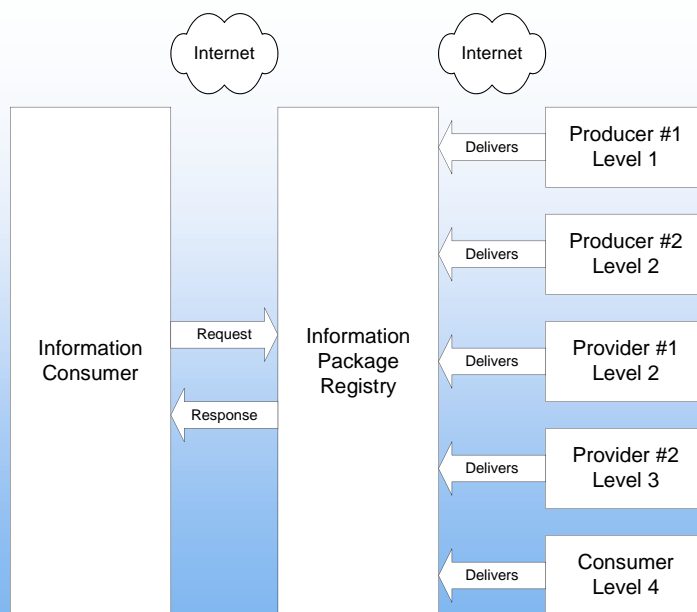 Internet
Internet
Delivers
Producer #1
Level 1
Delivers
Producer #2
Level 2
Request
Information
Consumer
Information
Package
Registry
Delivers
Provider #1
Level 2
Response
Delivers
Provider #2
Level 3
Delivers
Consumer
Level 4